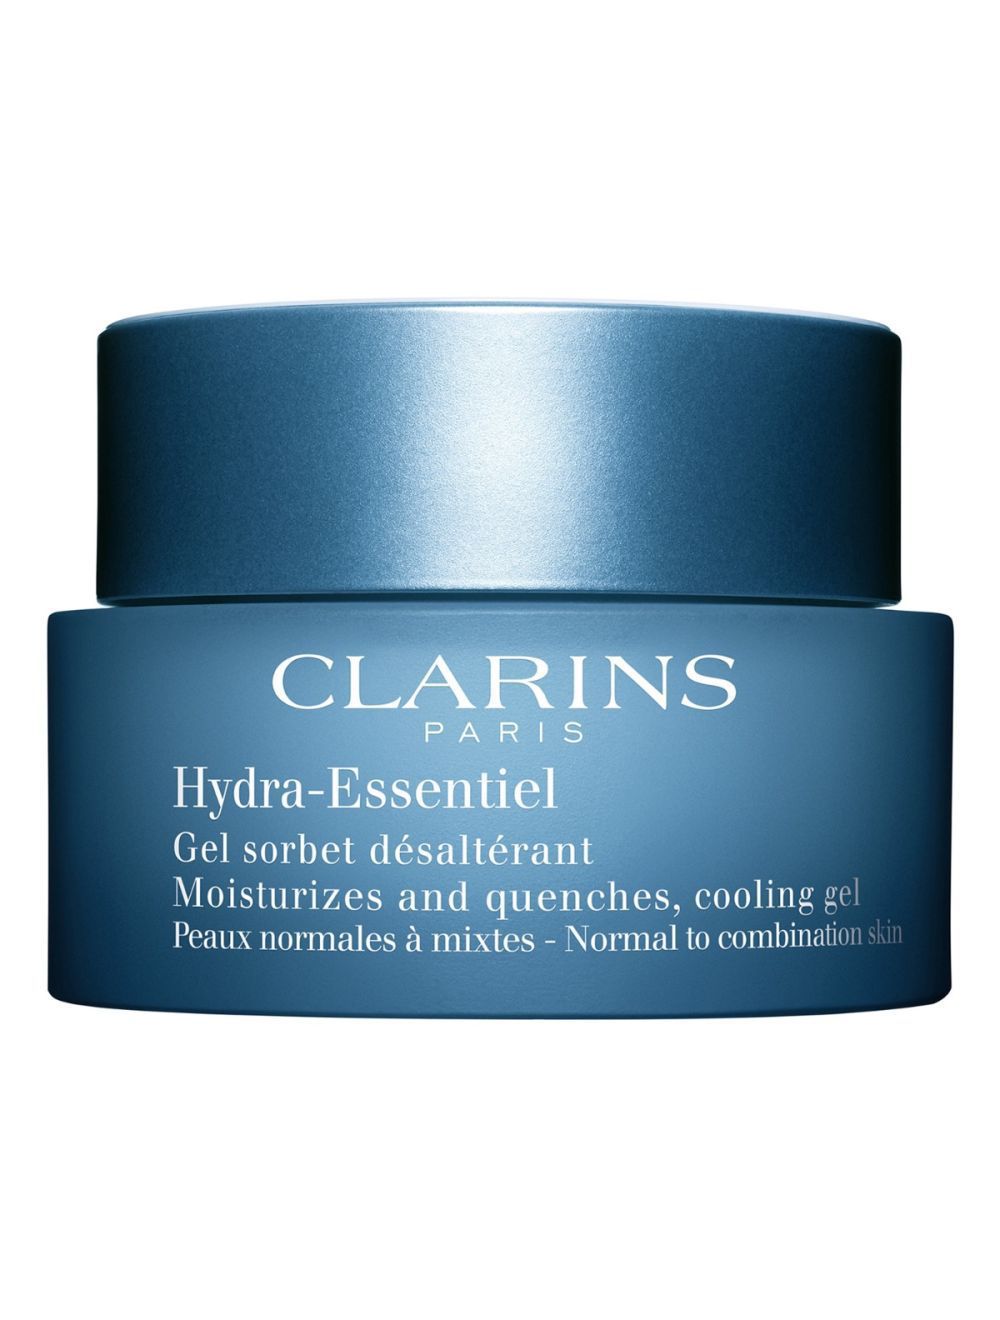 CLARINS
PARIS
Hydra-Essentiel
Gel sorbet désaltérant
Moisturizes and quenches, cooling gel
Peaux normales à mixtes - Normal to combination skin